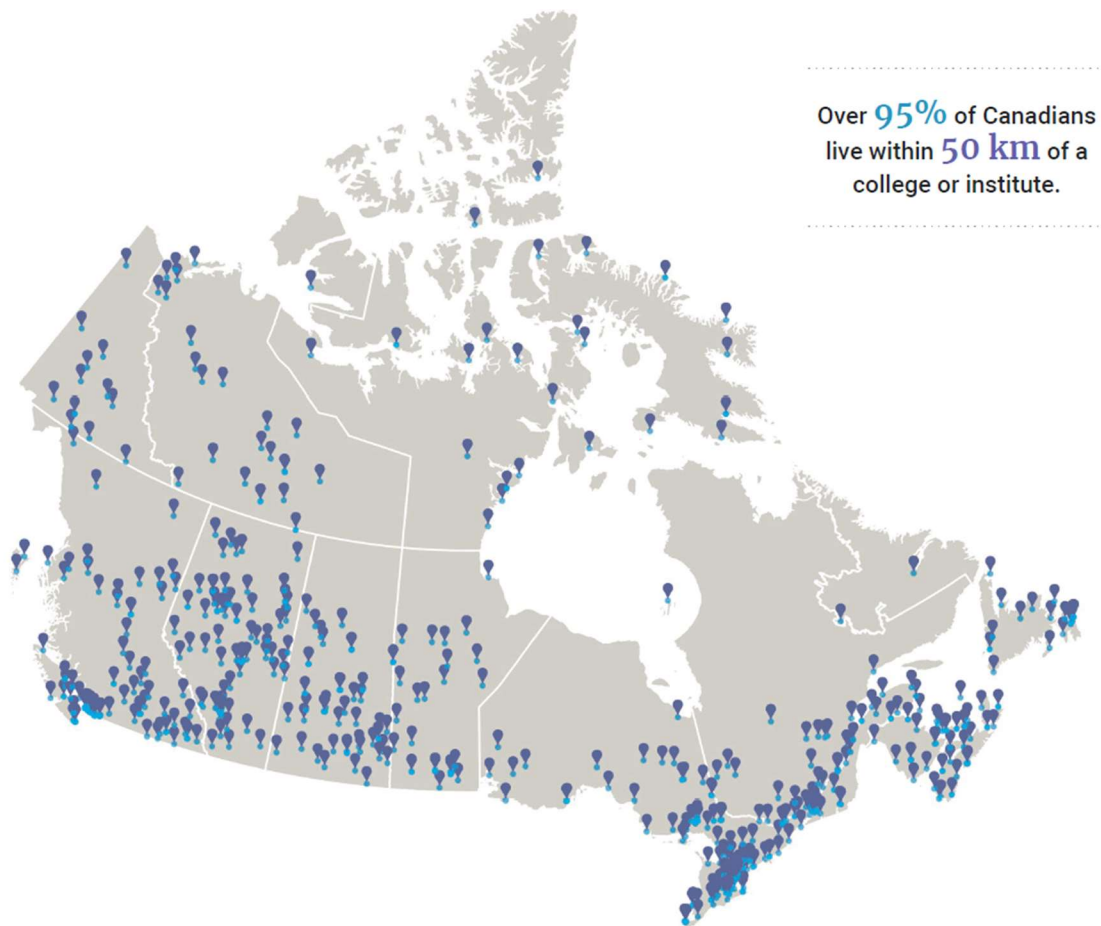 Over 95% of Canadians
live within 50 km of a
college or institute.